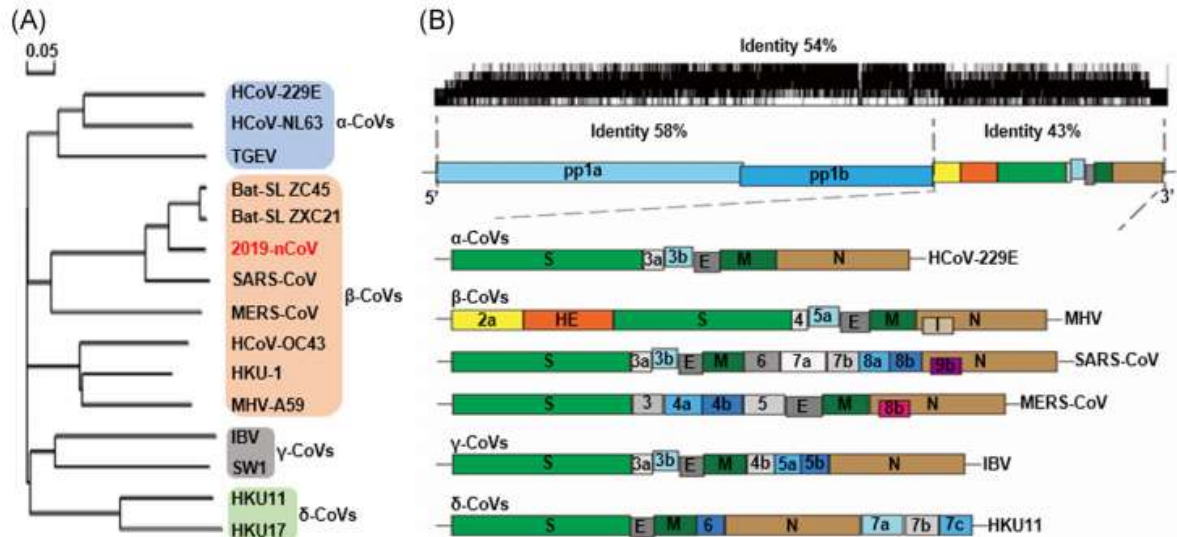 (A)
0.05
HCoV-229E
HCoV-NL63
TGEV
α-CoVs
Bat-SL ZC45
Bat-SL ZXC21
2019-nCoV
SARS-CoV
MERS-CoV
HCoV-OC43
HKU-1
MHV-A59
β-CoVs
IBV
SW1
γ-CoVs
HKU11
HKU17
δ-CoVs
(B)
Identity 54%
Identity 58% Identity 43%
pp1a pp1b
5' 3'
α-CoVs
S 3a 3b E M N HCoV-229E
β-CoVs
2a HE S 4 5a E M I N MHV
S 3a 3b E M 6 7a 7b 8a 8b 9b N SARS-CoV
S 3 4a 4b 5 E M 8b N MERS-CoV
γ-CoVs
S 3a 3b E M 4b 5a 5b N IBV
δ-CoVs
S E M 6 N 7a 7b 7c HKU11